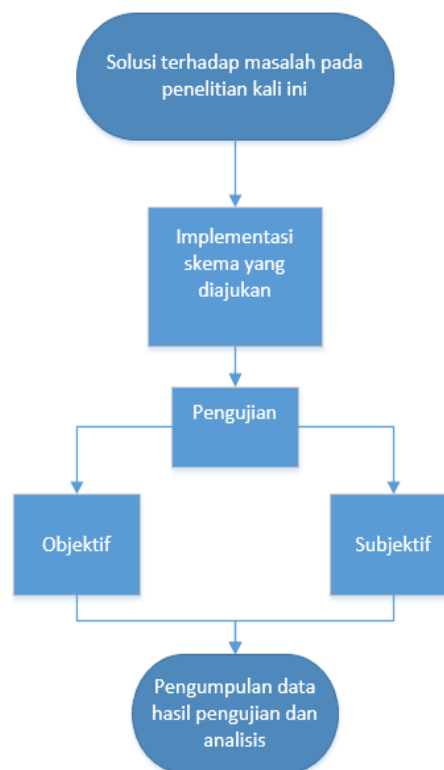 Solusi terhadap masalah pada
penelitian kali ini
Implementasi
skema yang
diajukan
Pengujian
Objektif
Subjektif
Pengumpulan data
hasil pengujian dan
analisis